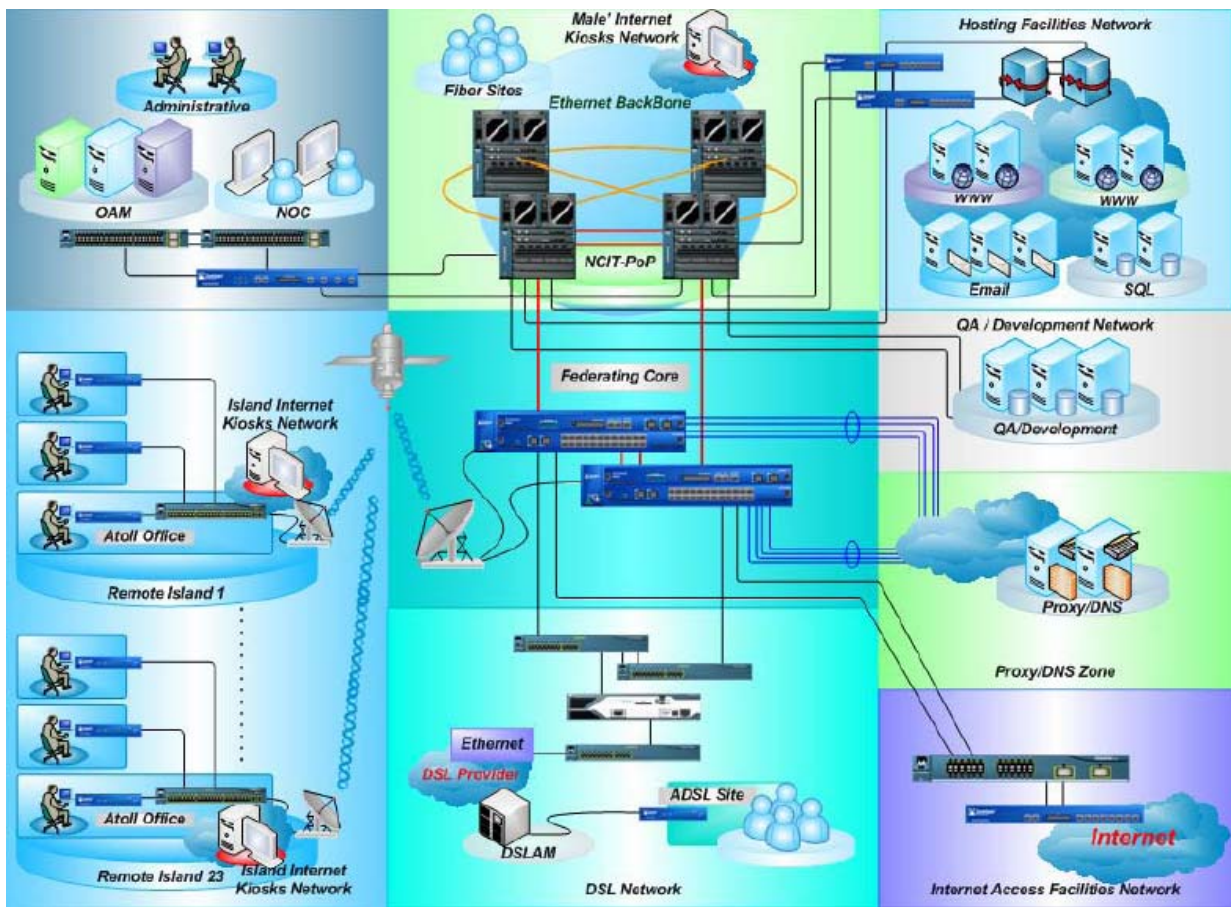 Administrative
OAM
NOC
Fiber Sites
Male' Internet
Kiosks Network
Ethernet BackBone
NCIT-PoP
Hosting Facilities Network
WWW
WWW
Email
SQL
QA / Development Network
QA/Development
Federating Core
Island Internet
Kiosks Network
Atoll Office
Remote Island 1
Proxy/DNS
Proxy/DNS Zone
Atoll Office
Remote Island 23
Island Internet
Kiosks Network
Ethernet
DSL Provider
DSLAM
ADSL Site
DSL Network
Internet
Internet Access Facilities Network